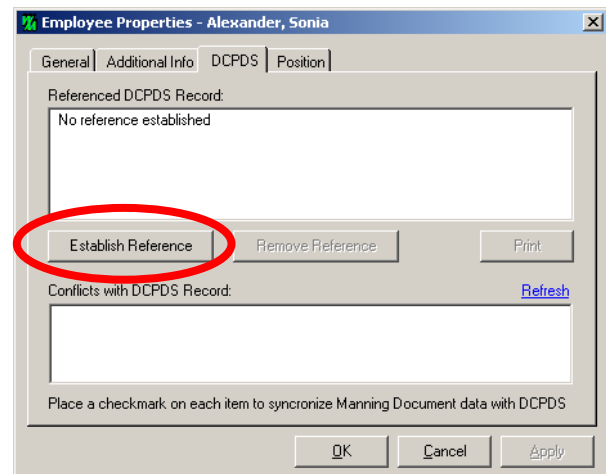 Employee Properties - Alexander, Sonia
General Additional Info DCPDS Position
Referenced DCPDS Record:
No reference established
Establish Reference Remove Reference Print
Conflicts with DCPDS Record: Refresh
Place a checkmark on each item to syncronize Manning Document data with DCPDS
OK Cancel Apply